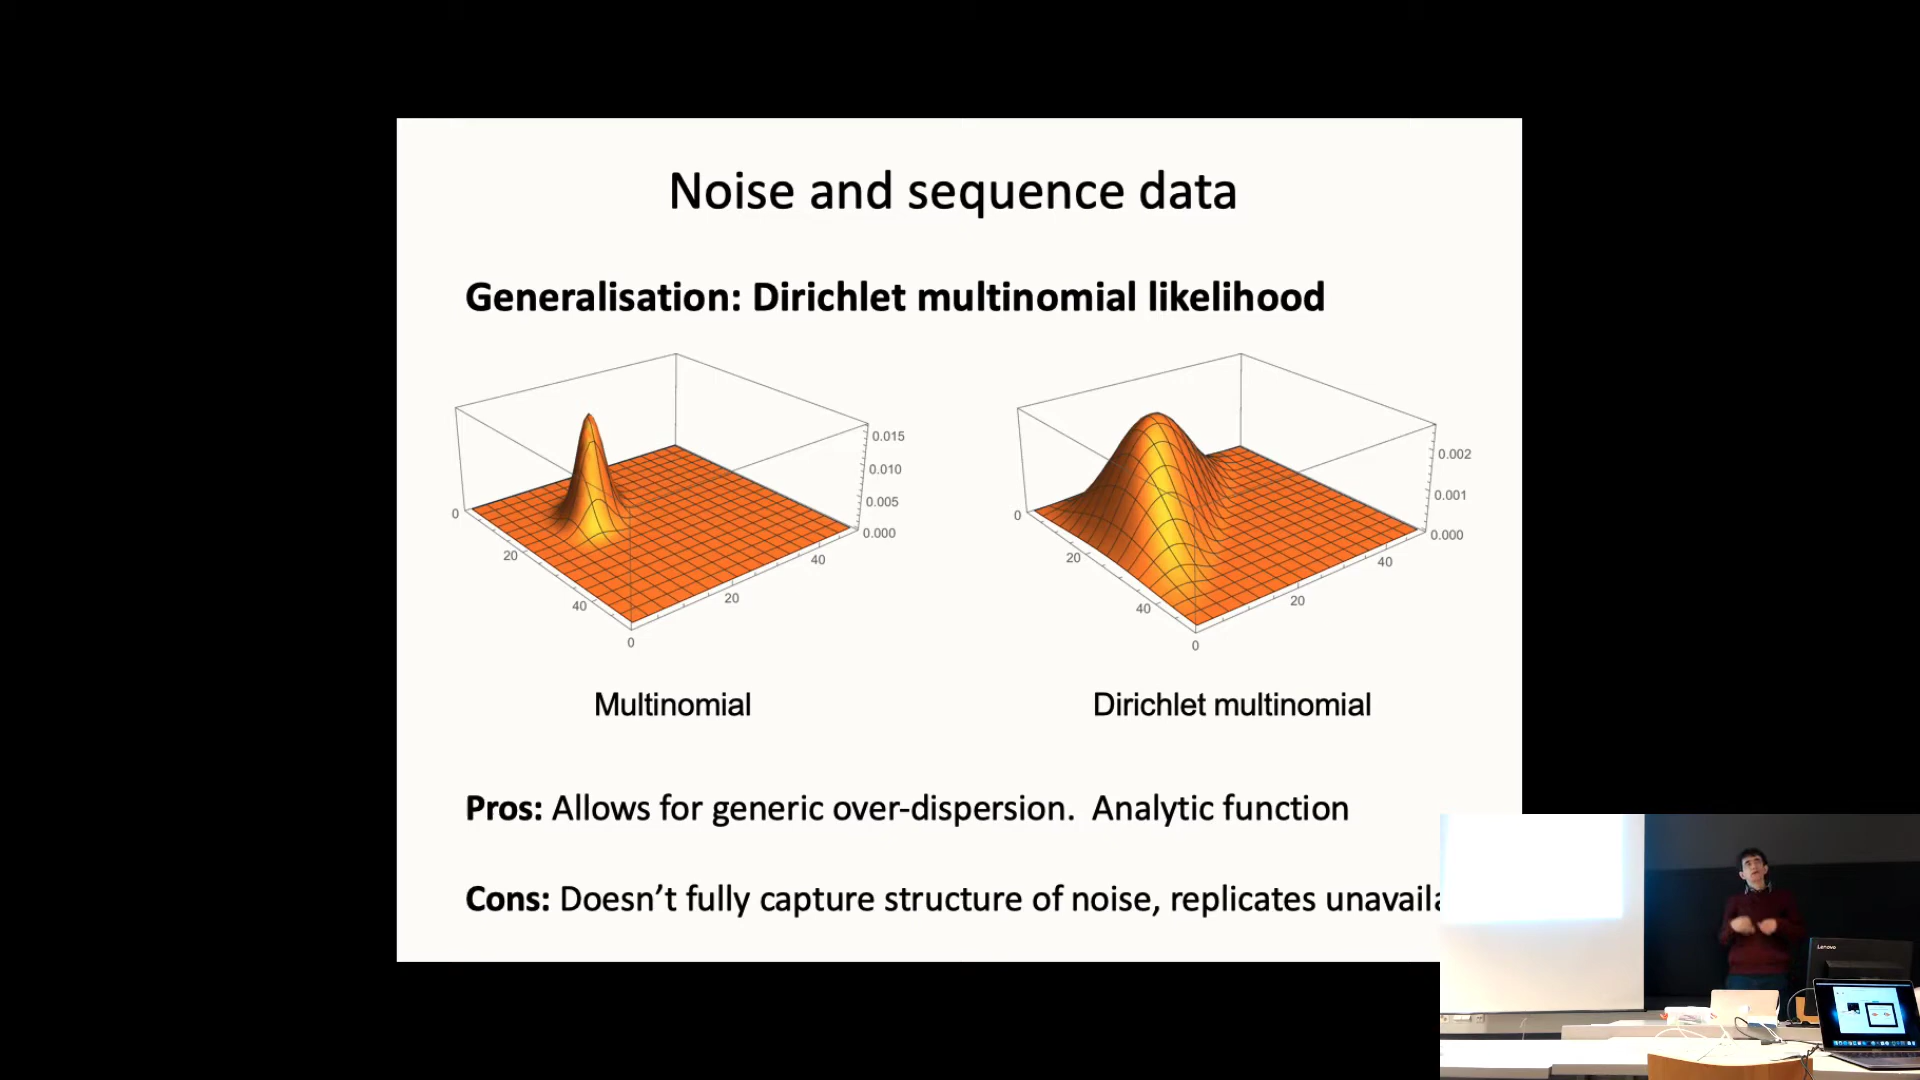 Noise and sequence data
Generalisation: Dirichlet multinomial likelihood
0.015
0.010
0.005
0.000
0
20
40
0
20
40
0.002
0.001
0.000
0
20
40
0
20
40
Multinomial
Dirichlet multinomial
Pros: Allows for generic over-dispersion. Analytic function
Cons: Doesn't fully capture structure of noise, replicates
Lenovo